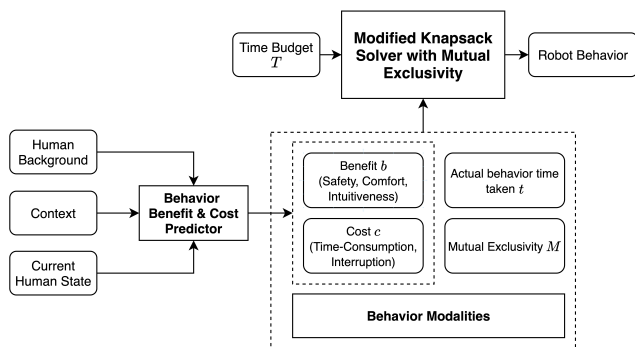 Time Budget
T
Modified Knapsack
Solver with Mutual
Exclusivity
Robot Behavior
Human
Background
Context
Current
Human State
Behavior
Benefit & Cost
Predictor
Benefit b
(Safety, Comfort,
Intuitiveness)
Cost c
(Time-Consumption,
Interruption)
Actual behavior time
taken t
Mutual Exclusivity M
Behavior Modalities